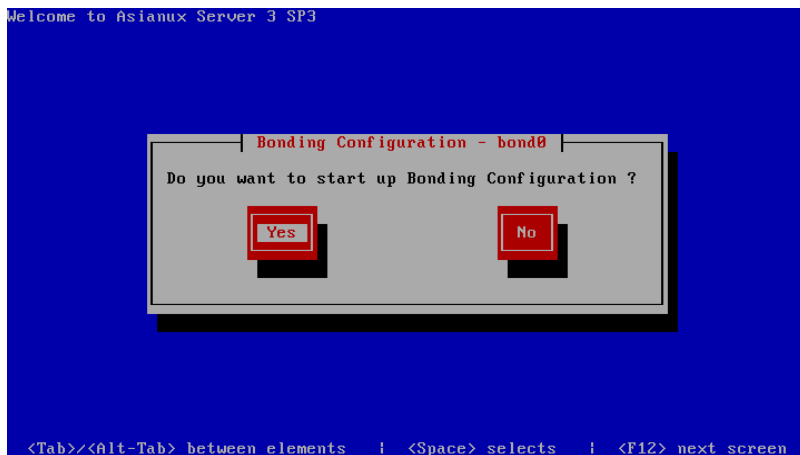 Welcome to Asianux Server 3 SP3
Bonding Configuration - bond0
Do you want to start up Bonding Configuration ?
Yes No
<Tab>/<Alt-Tab> between elements | <Space> selects | <F12> next screen